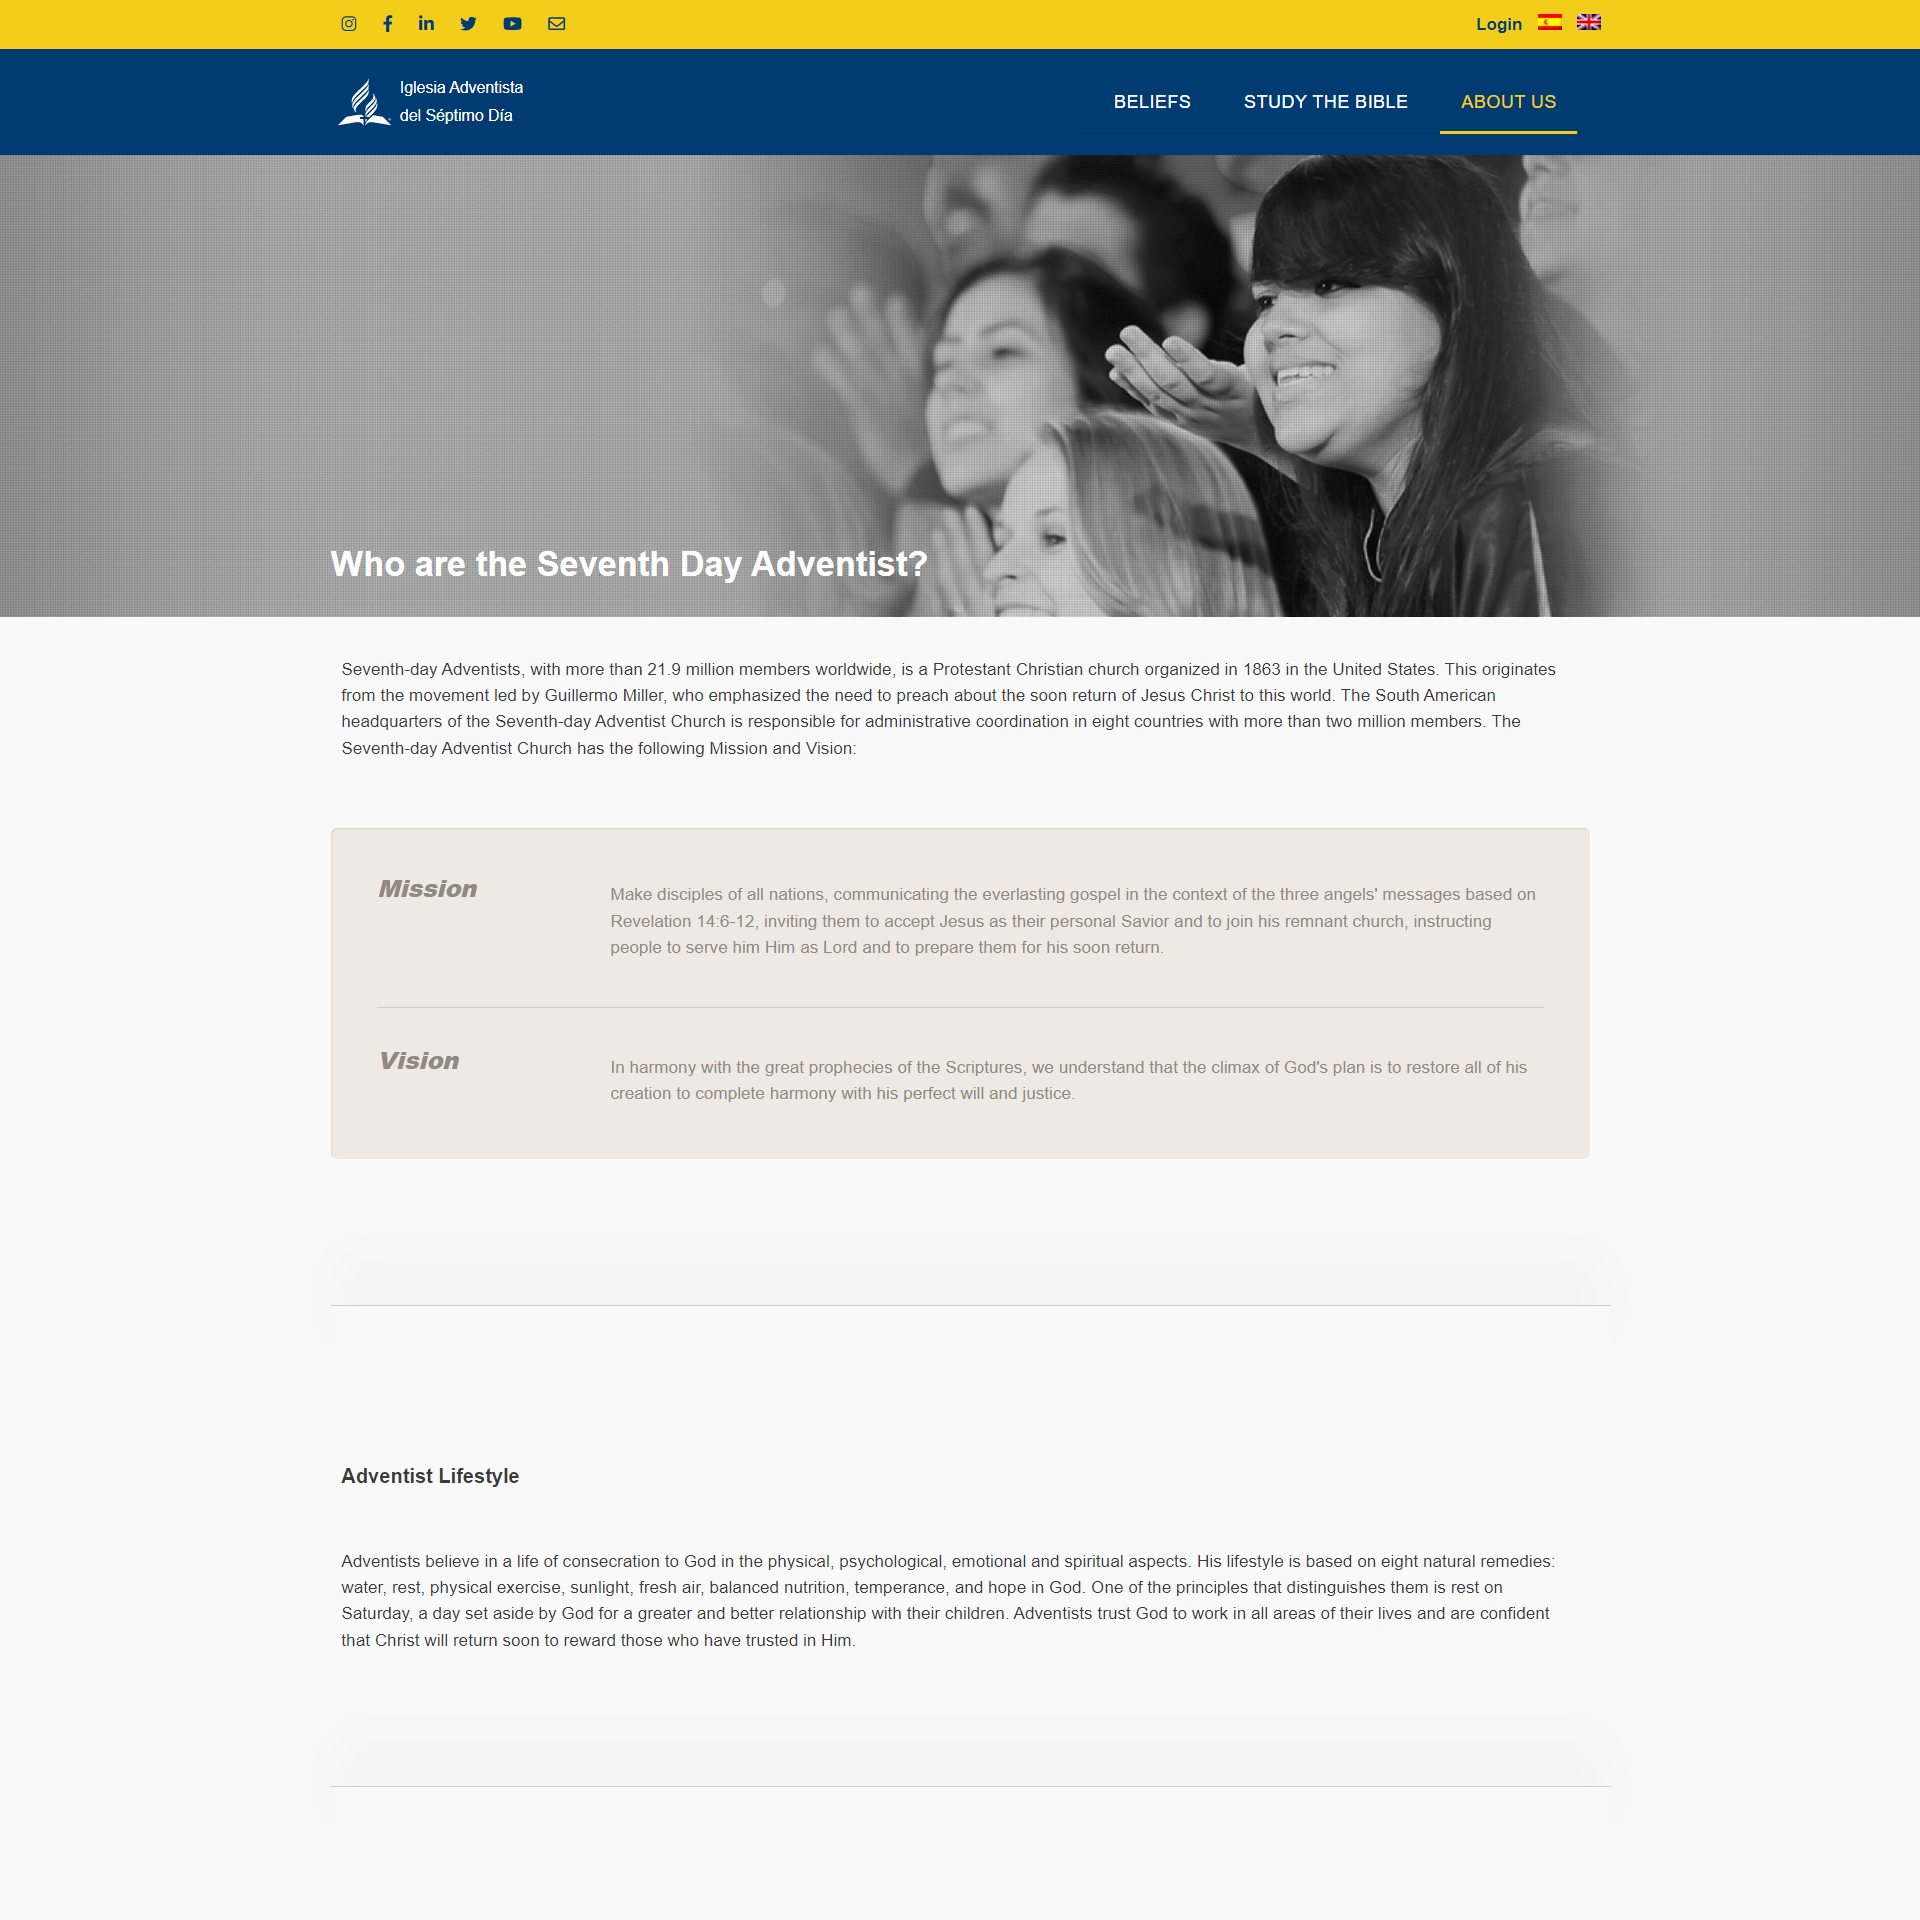 Login
Iglesia Adventista
del Séptimo Día
BELIEFS STUDY THE BIBLE ABOUT US
Who are the Seventh Day Adventist?
Seventh-day Adventists, with more than 21.9 million members worldwide, is a Protestant Christian church organized in 1863 in the United States. This originates
from the movement led by Guillermo Miller, who emphasized the need to preach about the soon return of Jesus Christ to this world. The South American
headquarters of the Seventh-day Adventist Church is responsible for administrative coordination in eight countries with more than two million members. The
Seventh-day Adventist Church has the following Mission and Vision:
Mission
Make disciples of all nations, communicating the everlasting gospel in the context of the three angels' messages based on
Revelation 14:6-12, inviting them to accept Jesus as their personal Savior and to join his remnant church, instructing
people to serve him Him as Lord and to prepare them for his soon return.
Vision
In harmony with the great prophecies of the Scriptures, we understand that the climax of God's plan is to restore all of his
creation to complete harmony with his perfect will and justice.
Adventist Lifestyle
Adventists believe in a life of consecration to God in the physical, psychological, emotional and spiritual aspects. His lifestyle is based on eight natural remedies:
water, rest, physical exercise, sunlight, fresh air, balanced nutrition, temperance, and hope in God. One of the principles that distinguishes them is rest on
Saturday, a day set aside by God for a greater and better relationship with their children. Adventists trust God to work in all areas of their lives and are confident
that Christ will return soon to reward those who have trusted in Him.